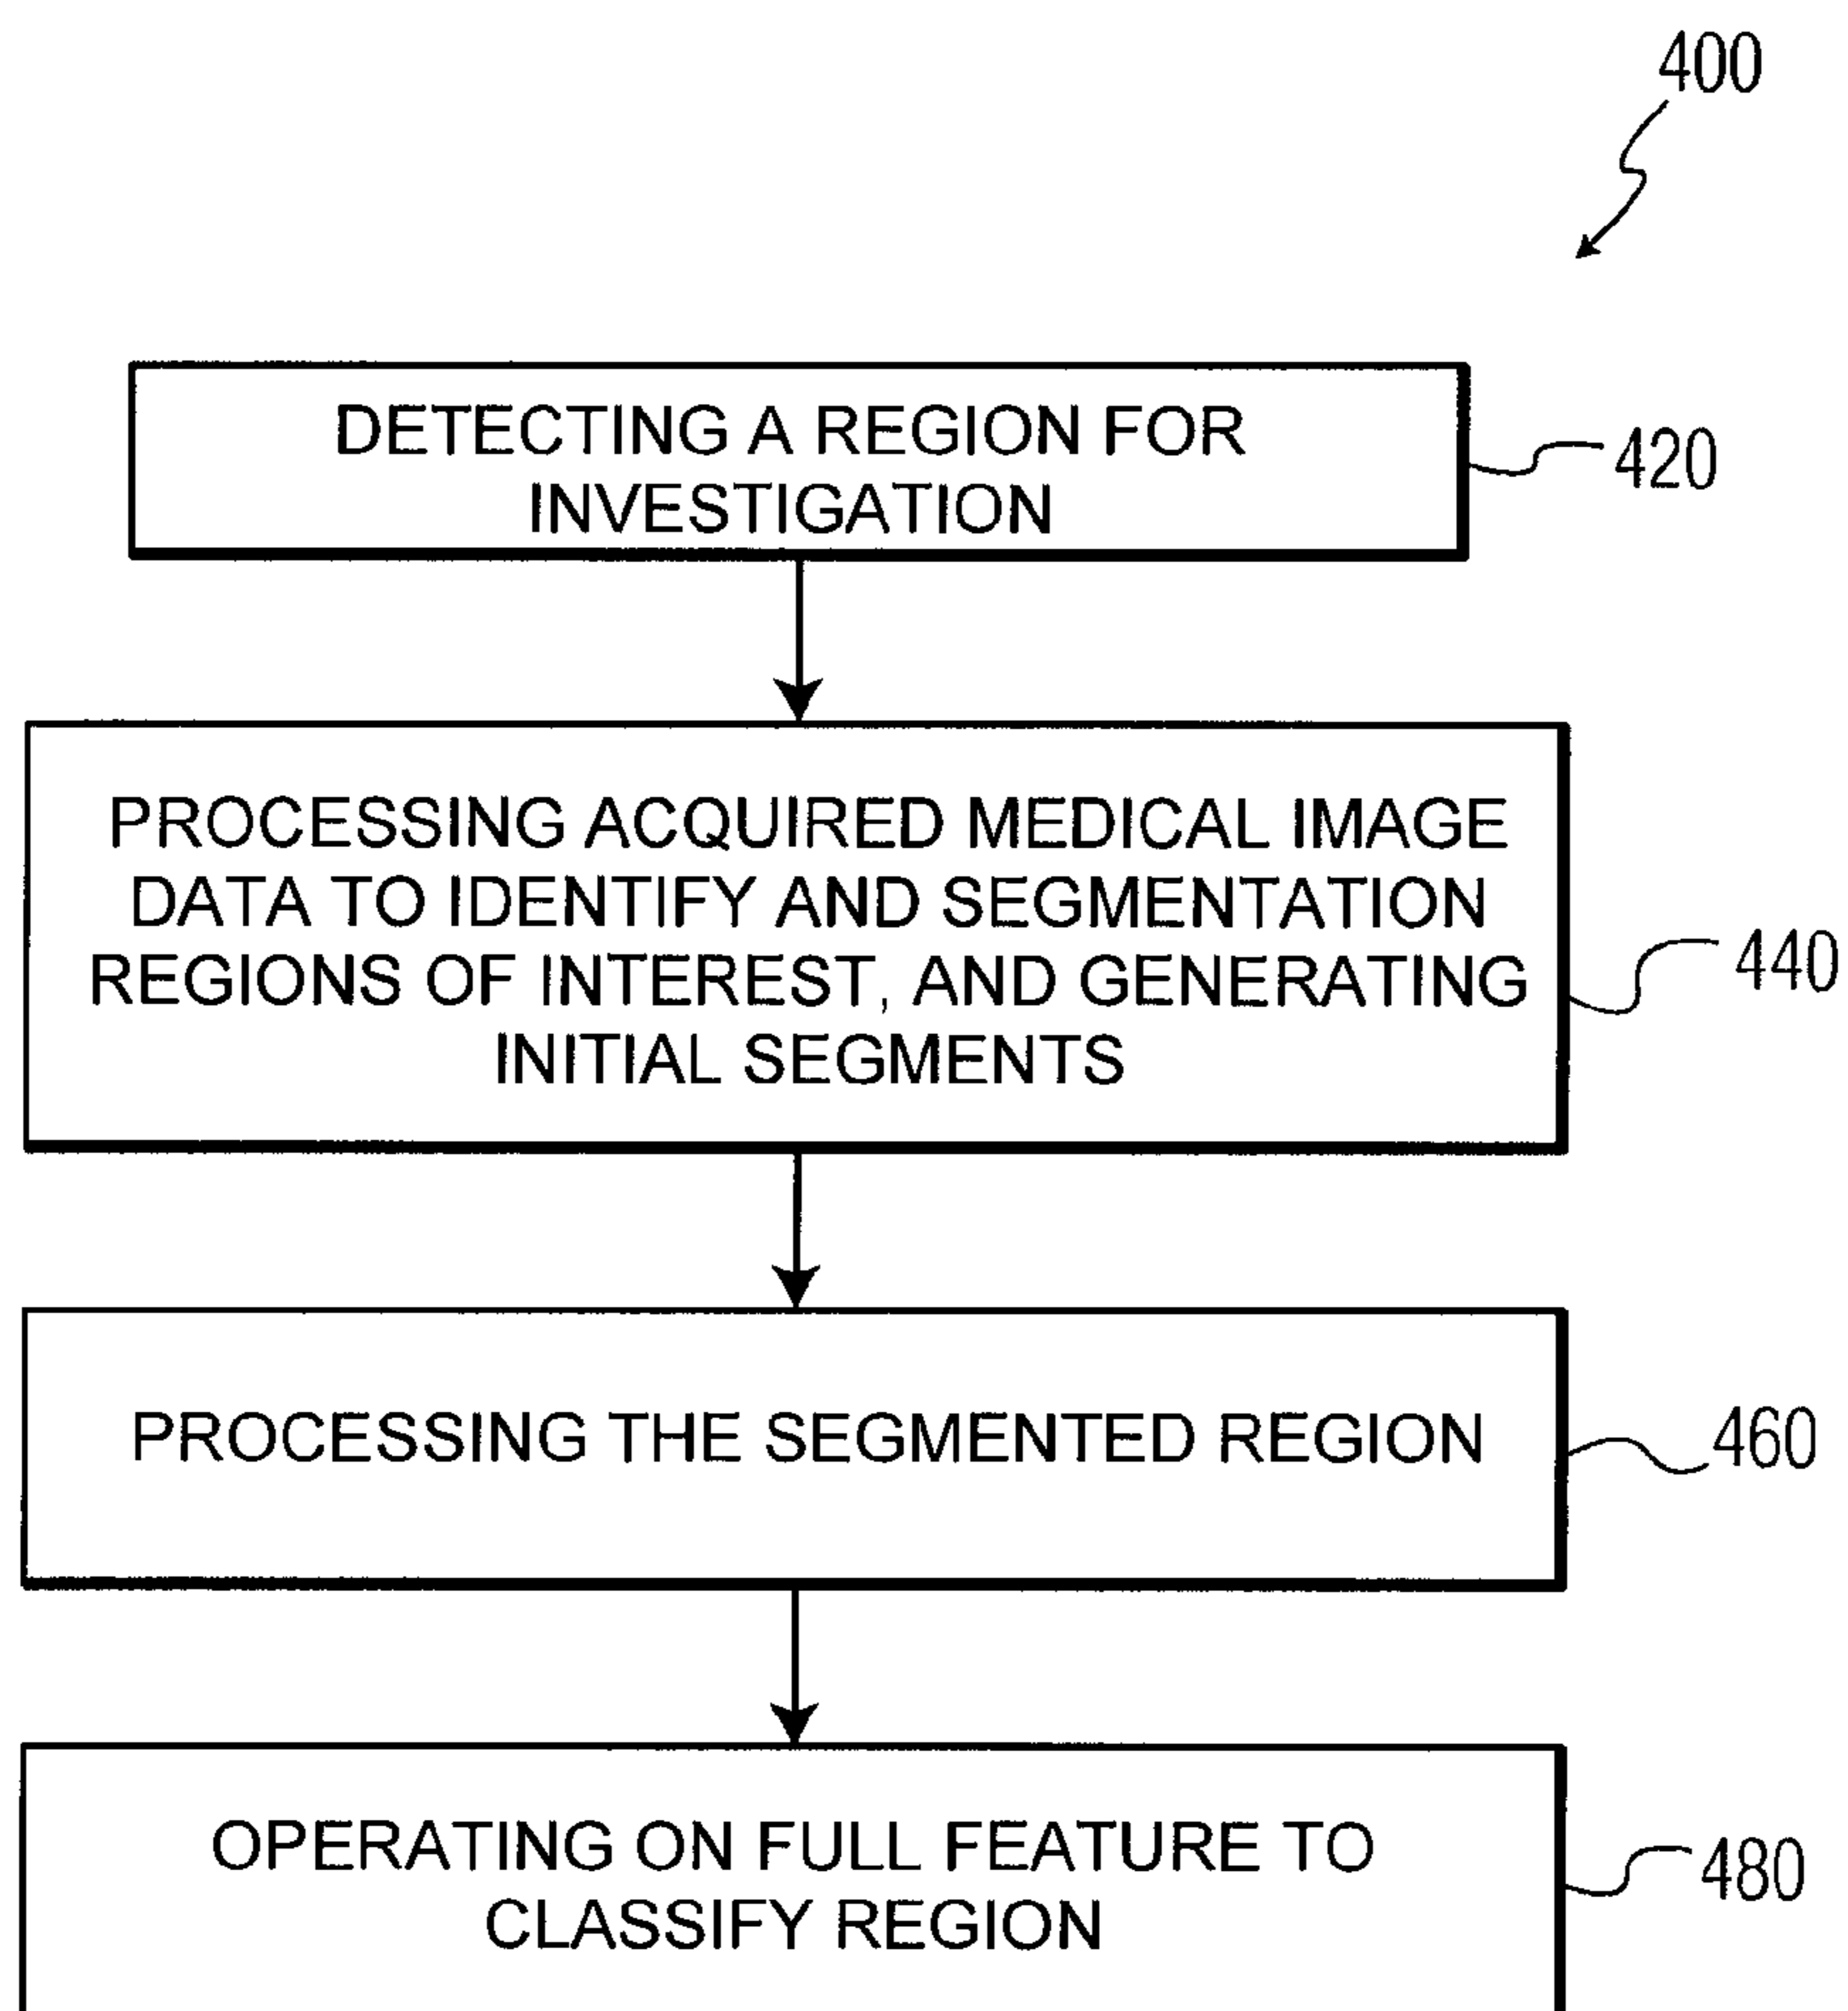 400
DETECTING A REGION FOR
INVESTIGATION
420
PROCESSING ACQUIRED MEDICAL IMAGE
DATA TO IDENTIFY AND SEGMENTATION
REGIONS OF INTEREST, AND GENERATING
INITIAL SEGMENTS
440
PROCESSING THE SEGMENTED REGION
460
OPERATING ON FULL FEATURE TO
CLASSIFY REGION
480